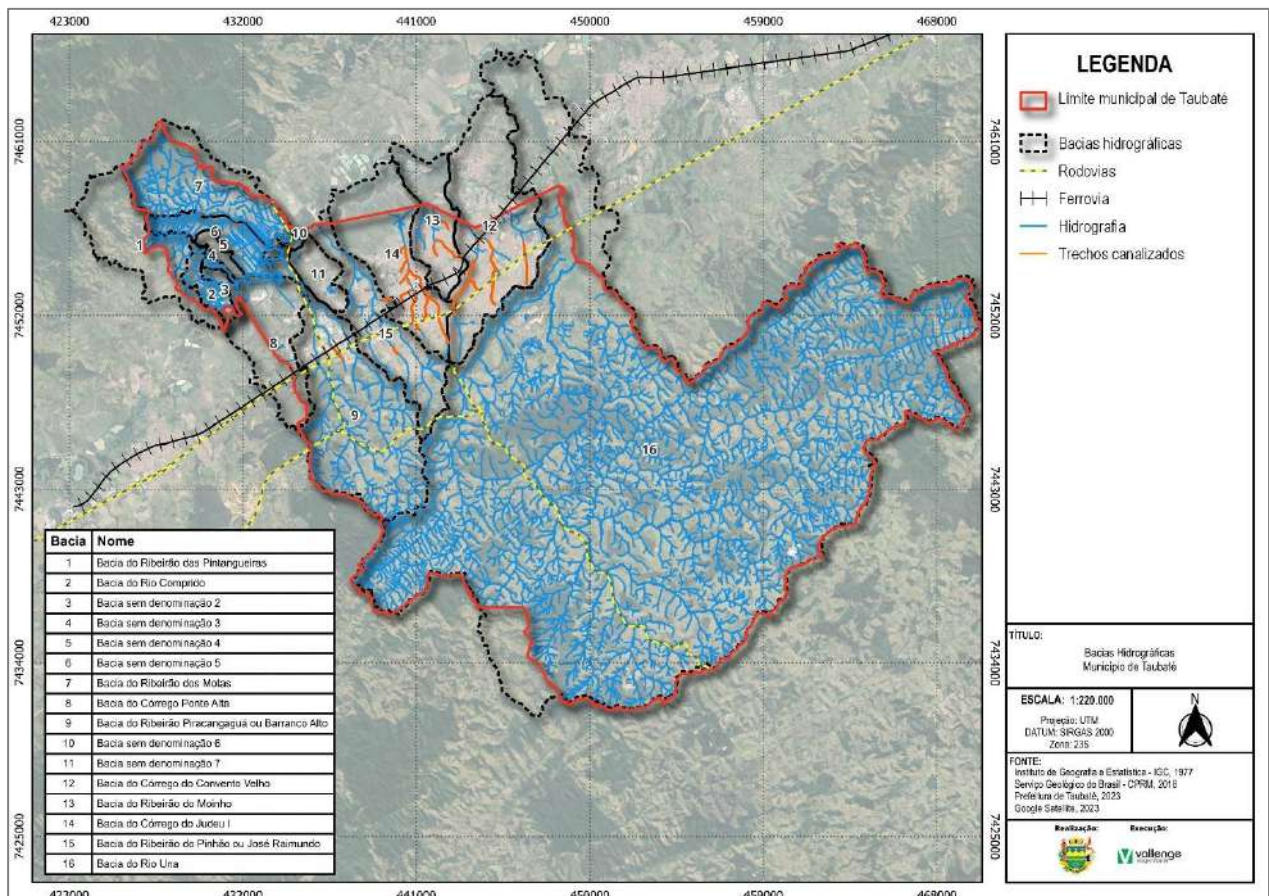 423000 432000 441000 450000 459000 468000
7461000 7461000
7452000 7452000
7443000 7443000
7434000 7434000
7425000 7425000
423000 432000 441000 450000 459000 468000
7
6
5
4
1
2
3
8
10
11
13
12
14
15
9
16
Bacia Nome
1 Bacia do Ribeirão das Pintangueiras
2 Bacia do Rio Comprido
3 Bacia sem denominação 2
4 Bacia sem denominação 3
5 Bacia sem denominação 4
6 Bacia sem denominação 5
7 Bacia do Ribeirão dos Motas
8 Bacia do Córrego Ponte Alta
9 Bacia do Ribeirão Piracangaguá ou Barranco Alto
10 Bacia sem denominação 6
11 Bacia sem denominação 7
12 Bacia do Córrego do Convento Velho
13 Bacia do Ribeirão do Moinho
14 Bacia do Córrego do Judeu I
15 Bacia do Ribeirão do Pinhão ou José Raimundo
16 Bacia do Rio Una
LEGENDA
Limite municipal de Taubaté
Bacias hidrográficas
Rodovias
Ferrovia
Hidrografia
Trechos canalizados
TÍTULO:
Bacias Hidrográficas
Município de Taubaté
ESCALA: 1:220.000
Projeção: UTM
DATUM: SIRGAS 2000
Zona: 23S
N
FONTE:
Instituto de Geografia e Estatística - IGC, 1977
Serviço Geológico do Brasil - CPRM, 2018
Prefeitura de Taubaté, 2023
Google Satellite, 2023
Realização: Execução:
vallenge